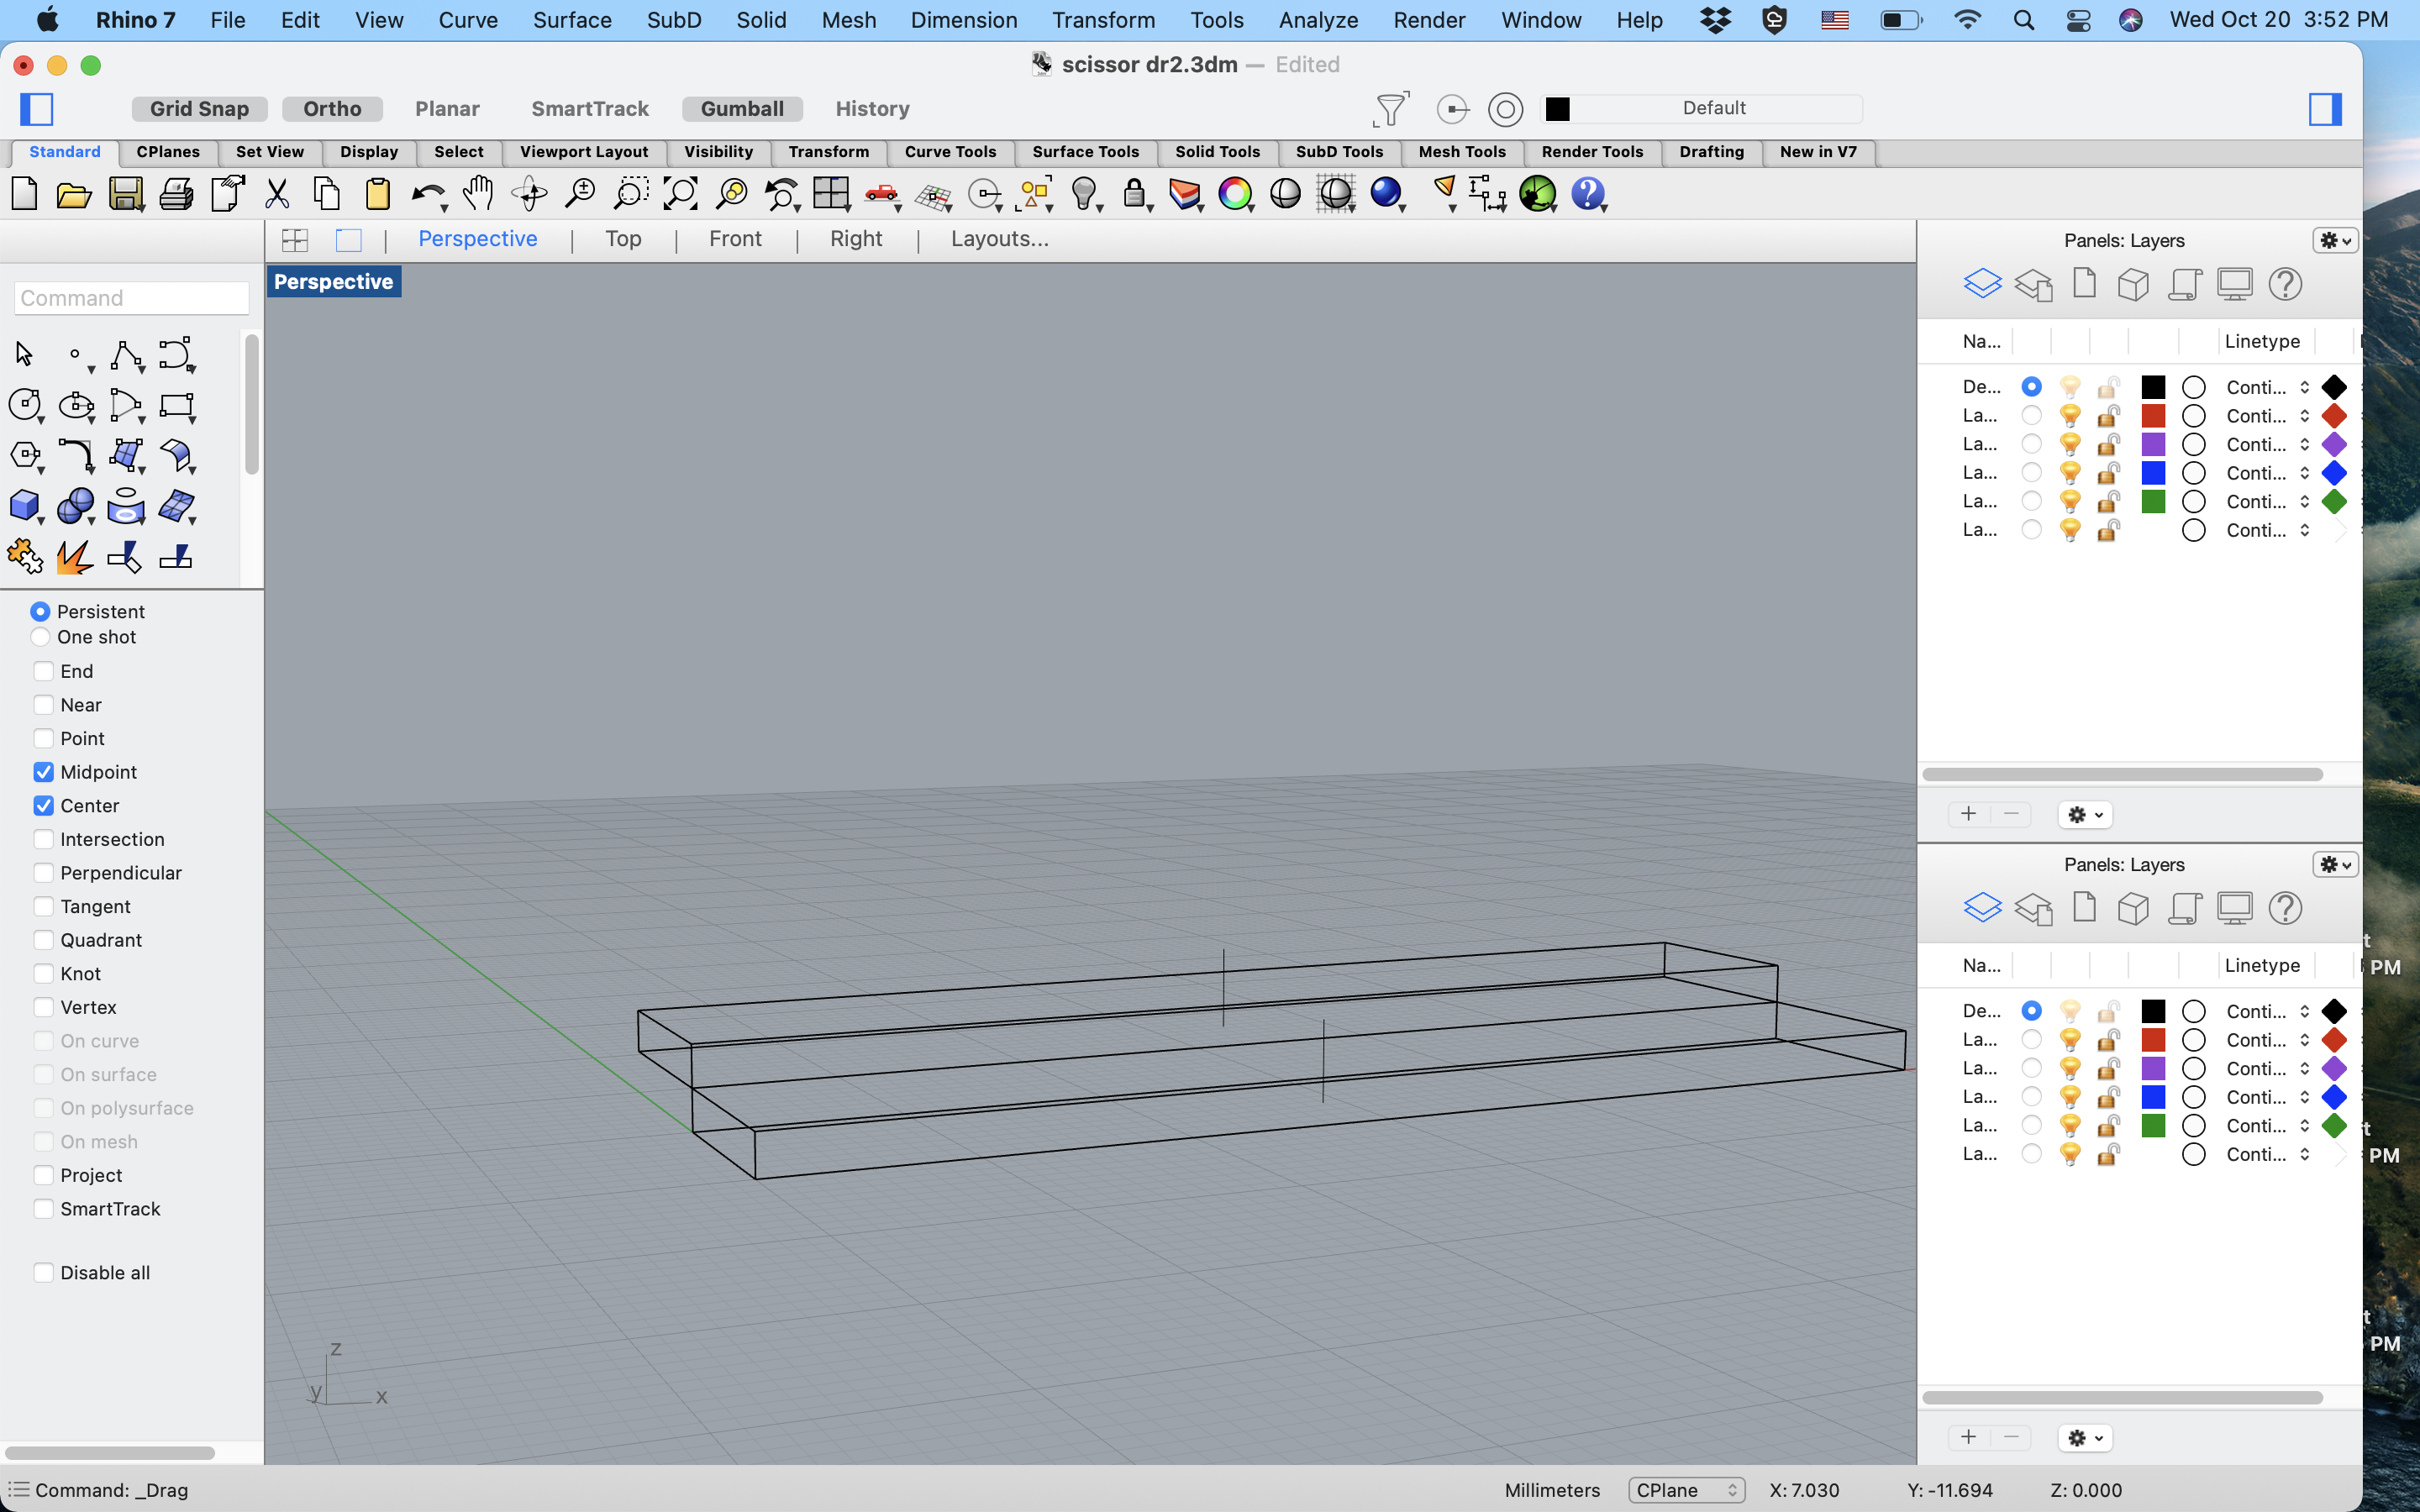 Rhino 7 File Edit View Curve Surface SubD Solid Mesh Dimension Transform Tools Analyze Render Window Help Wed Oct 20 3:52 PM
scissor dr2.3dm — Edited
Grid Snap Ortho Planar SmartTrack Gumball History Default
Standard CPlanes Set View Display Select Viewport Layout Visibility Transform Curve Tools Surface Tools Solid Tools SubD Tools Mesh Tools Render Tools Drafting New in V7
Perspective | Top | Front | Right | Layouts...
Perspective
Command
Persistent
One shot
End
Near
Point
Midpoint
Center
Intersection
Perpendicular
Tangent
Quadrant
Knot
Vertex
On curve
On surface
On polysurface
On mesh
Project
SmartTrack
Disable all
z
y x
Panels: Layers
Na... Linetype
De... Conti...
La... Conti...
La... Conti...
La... Conti...
La... Conti...
La... Conti...
Panels: Layers
Na... Linetype
De... Conti...
La... Conti...
La... Conti...
La... Conti...
La... Conti...
La... Conti...
t
PM
t
PM
t
PM
Command: _Drag Millimeters CPlane X: 7.030 Y: -11.694 Z: 0.000